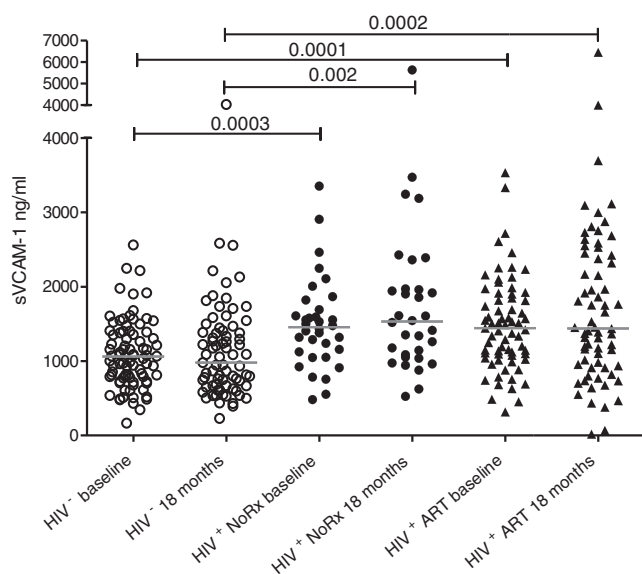 0.0002
7000
6000
5000
4000
0.0001
0.002
0.0003
4000
3000
2000
1000
0
sVCAM-1 ng/ml
HIV⁻ baseline
HIV⁻ 18 months
HIV⁺ NoRx baseline
HIV⁺ NoRx 18 months
HIV⁺ ART baseline
HIV⁺ ART 18 months